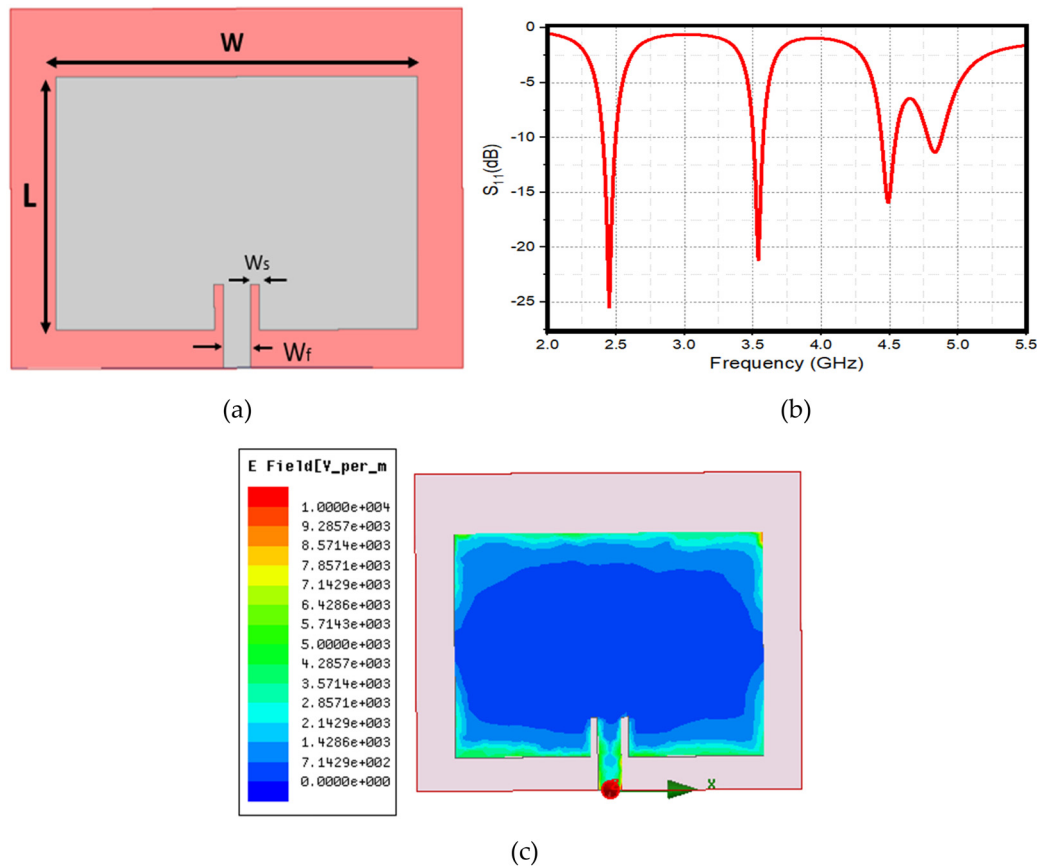 W
L
Ws
Wf
(a)
S11(dB)
0
-5
-10
-15
-20
-25
2.0 2.5 3.0 3.5 4.0 4.5 5.0 5.5
Frequency (GHz)
(b)
E Field[V_per_m
1.0000e+004
9.2857e+003
8.5714e+003
7.8571e+003
7.1429e+003
6.4286e+003
5.7143e+003
5.0000e+003
4.2857e+003
3.5714e+003
2.8571e+003
2.1429e+003
1.4286e+003
7.1429e+002
0.0000e+000
X
(c)